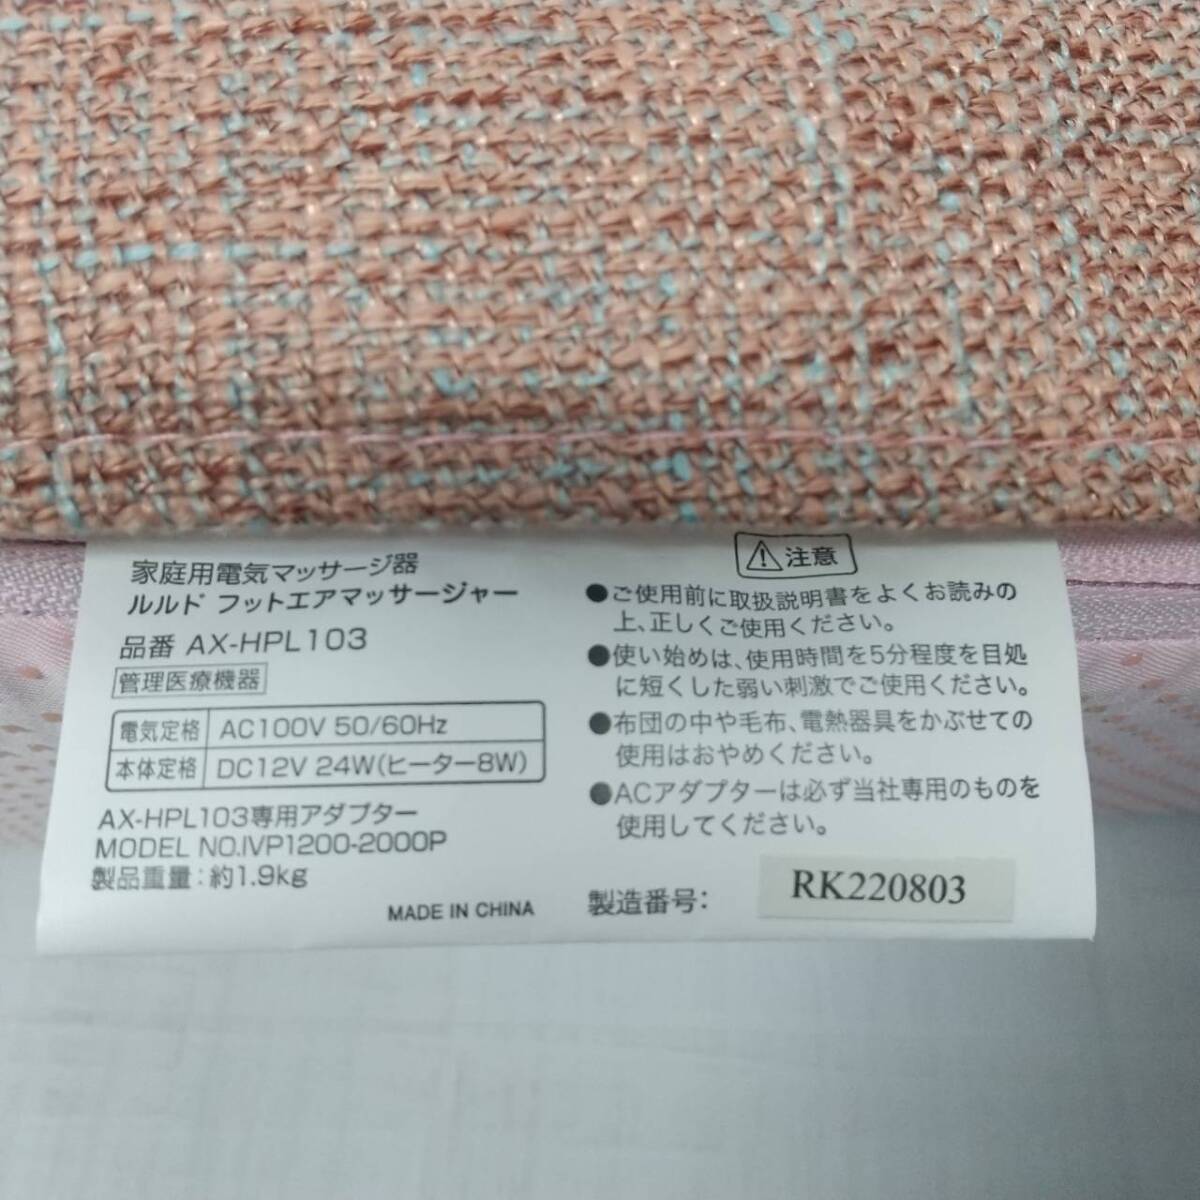 家庭用電気マッサージ器
ルルド フットエアマッサージャー
品番 AX-HPL103
管理医療機器
電気定格 AC100V 50/60Hz
本体定格 DC12V 24W(ヒーター8W)
AX-HPL103専用アダプター
MODEL NO.IVP1200-2000P
製品重量:約1.9kg
MADE IN CHINA
⚠注意
●ご使用前に取扱説明書をよくお読みの
上、正しくご使用ください。
●使い始めは、使用時間を5分程度を目処
に短くした弱い刺激でご使用ください。
●布団の中や毛布、電熱器具をかぶせての
使用はおやめください。
●ACアダプターは必ず当社専用のものを
使用してください。
製造番号: RK220803